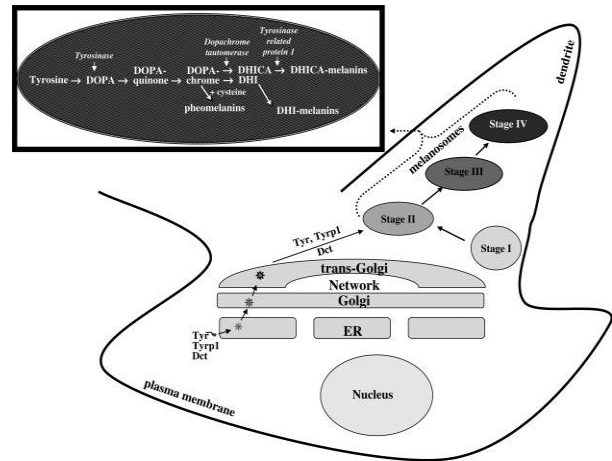 Tyrosinase
Dopachrome
tautomerase
Tyrosinase
related
protein 1
Tyrosine → DOPA → DOPA-quinone → DOPA-chrome → DHICA → DHICA-melanins
→ DHI
+ cysteine
pheomelanins
DHI-melanins
dendrite
Stage IV
melanosomes
Stage III
Stage II
Stage I
Tyr, Tyrp1
Dct
trans-Golgi
Network
Golgi
ER
Tyr
Tyrp1
Dct
Nucleus
plasma membrane